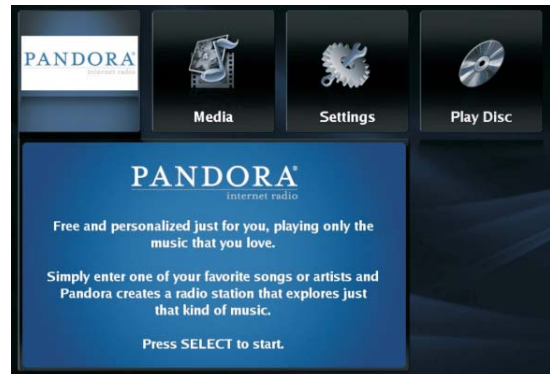 PANDORA®
internet radio
Media
Settings
Play Disc
PANDORA®
internet radio
Free and personalized just for you, playing only the
music that you love.
Simply enter one of your favorite songs or artists and
Pandora creates a radio station that explores just
that kind of music.
Press SELECT to start.